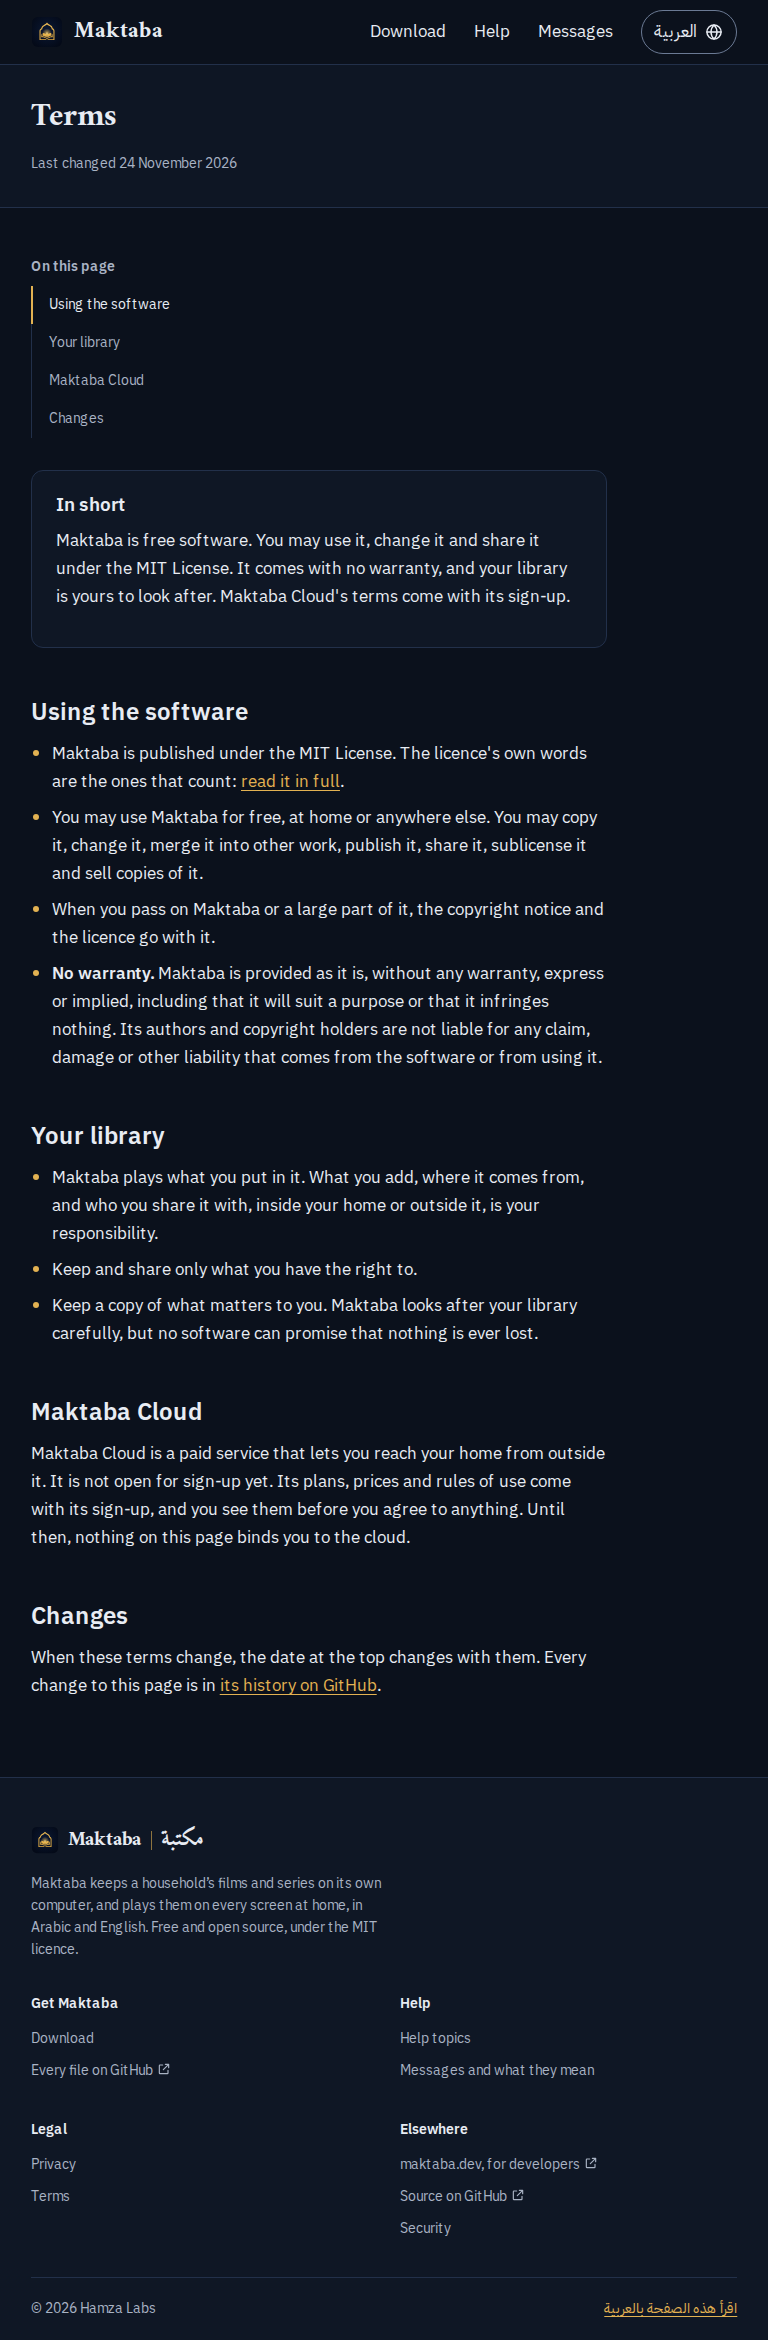 Maktaba
Download
Help
Messages
العربية
Terms
Last changed 24 November 2026
On this page
Using the software
Your library
Maktaba Cloud
Changes
In short
Maktaba is free software. You may use it, change it and share it
under the MIT License. It comes with no warranty, and your library
is yours to look after. Maktaba Cloud's terms come with its sign-up.
Using the software
Maktaba is published under the MIT License. The licence's own words
are the ones that count: read it in full.
You may use Maktaba for free, at home or anywhere else. You may copy
it, change it, merge it into other work, publish it, share it, sublicense it
and sell copies of it.
When you pass on Maktaba or a large part of it, the copyright notice and
the licence go with it.
No warranty. Maktaba is provided as it is, without any warranty, express
or implied, including that it will suit a purpose or that it infringes
nothing. Its authors and copyright holders are not liable for any claim,
damage or other liability that comes from the software or from using it.
Your library
Maktaba plays what you put in it. What you add, where it comes from,
and who you share it with, inside your home or outside it, is your
responsibility.
Keep and share only what you have the right to.
Keep a copy of what matters to you. Maktaba looks after your library
carefully, but no software can promise that nothing is ever lost.
Maktaba Cloud
Maktaba Cloud is a paid service that lets you reach your home from outside
it. It is not open for sign-up yet. Its plans, prices and rules of use come
with its sign-up, and you see them before you agree to anything. Until
then, nothing on this page binds you to the cloud.
Changes
When these terms change, the date at the top changes with them. Every
change to this page is in its history on GitHub.
Maktaba | مكتبة
Maktaba keeps a household’s films and series on its own
computer, and plays them on every screen at home, in
Arabic and English. Free and open source, under the MIT
licence.
Get Maktaba
Download
Every file on GitHub
Help
Help topics
Messages and what they mean
Legal
Privacy
Terms
Elsewhere
maktaba.dev, for developers
Source on GitHub
Security
© 2026 Hamza Labs
اقرأ هذه الصفحة بالعربية